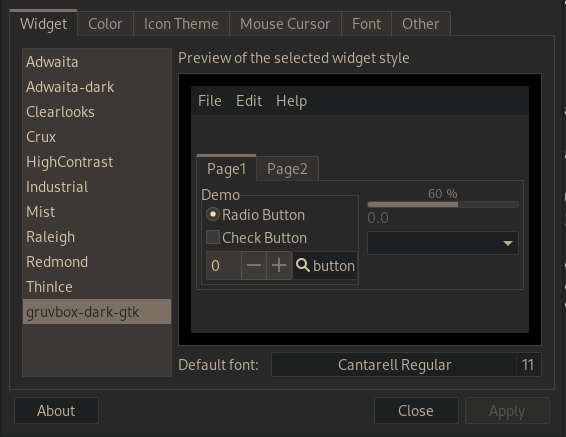 Widget Color Icon Theme Mouse Cursor Font Other
Adwaita
Adwaita-dark
Clearlooks
Crux
HighContrast
Industrial
Mist
Raleigh
Redmond
ThinIce
gruvbox-dark-gtk
Preview of the selected widget style
File Edit Help
Page1 Page2
Demo
Radio Button
Check Button
0 button
60 %
0.0
Default font: Cantarell Regular 11
About Close Apply